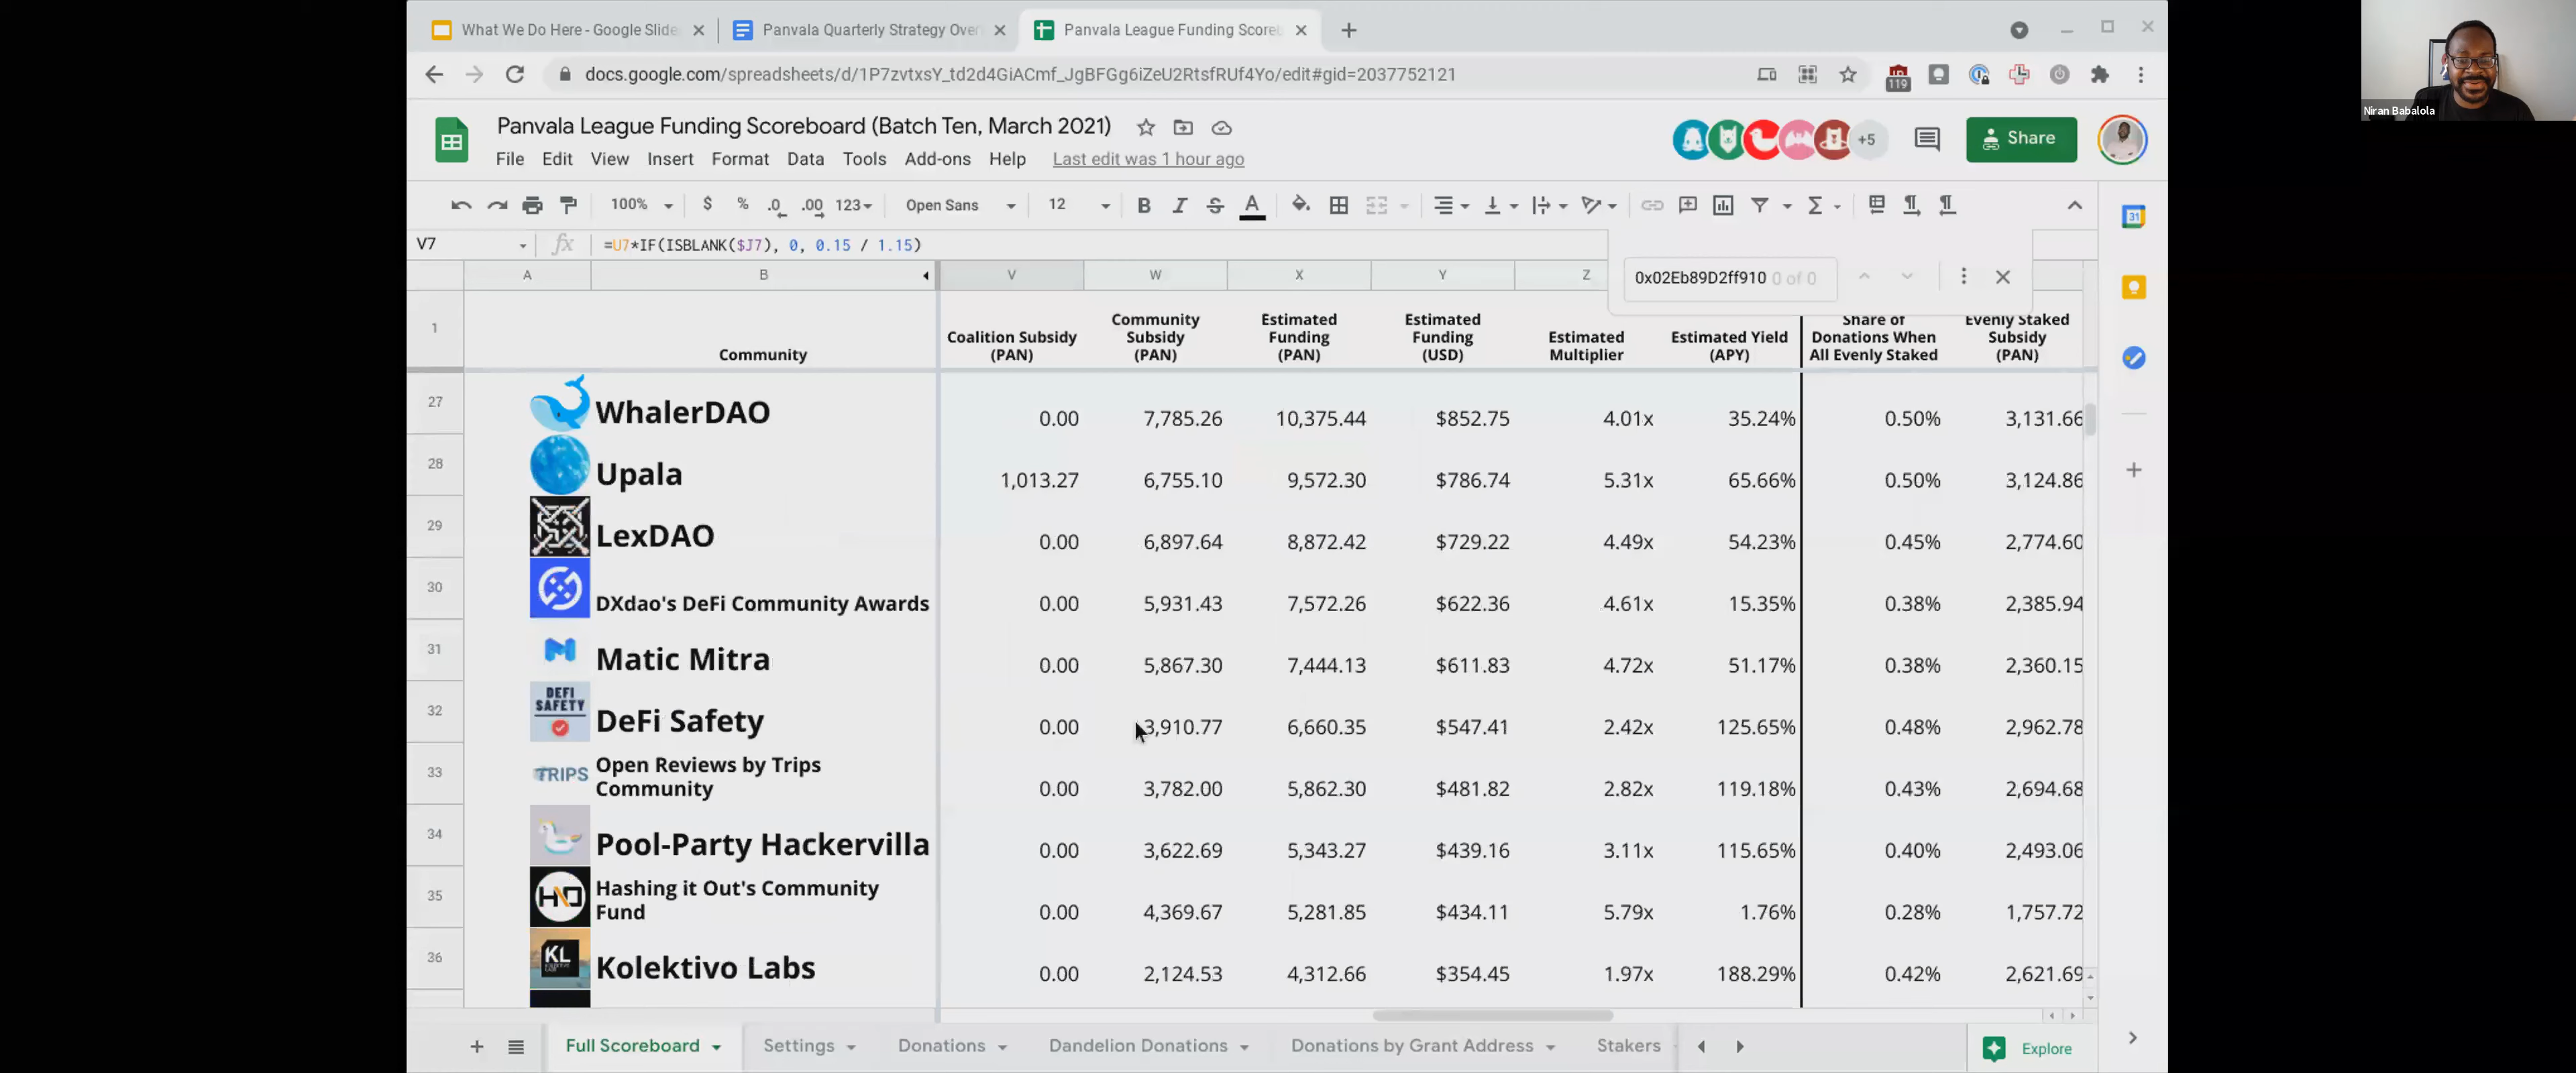 What We Do Here - Google Slide
Panvala Quarterly Strategy Over
Panvala League Funding Scoreb
docs.google.com/spreadsheets/d/1P7zvtxsY_td2d4GiACmf_JgBFGg6iZeU2RtsfRUf4Yo/edit#gid=2037752121
119
Niran Babalola
Panvala League Funding Scoreboard (Batch Ten, March 2021)
+5
Share
File Edit View Insert Format Data Tools Add-ons Help Last edit was 1 hour ago
100% $ % .0 .00 123 Open Sans 12 B I S A
31
V7 fx =U7*IF(ISBLANK($J7), 0, 0.15 / 1.15)
0x02Eb89D2ff910 0 of 0
A B V W X Y Z
1 Community Coalition Subsidy (PAN) Community Subsidy (PAN) Estimated Funding (PAN) Estimated Funding (USD) Estimated Multiplier Estimated Yield (APY) Share of Donations When All Evenly Staked Evenly Staked Subsidy (PAN)
27 WhalerDAO 0.00 7,785.26 10,375.44 $852.75 4.01x 35.24% 0.50% 3,131.66
28 Upala 1,013.27 6,755.10 9,572.30 $786.74 5.31x 65.66% 0.50% 3,124.86
29 LexDAO 0.00 6,897.64 8,872.42 $729.22 4.49x 54.23% 0.45% 2,774.60
30 DXdao's DeFi Community Awards 0.00 5,931.43 7,572.26 $622.36 4.61x 15.35% 0.38% 2,385.94
31 Matic Mitra 0.00 5,867.30 7,444.13 $611.83 4.72x 51.17% 0.38% 2,360.15
32 DEFI SAFETY DeFi Safety 0.00 3,910.77 6,660.35 $547.41 2.42x 125.65% 0.48% 2,962.78
33 TRIPS Open Reviews by Trips Community 0.00 3,782.00 5,862.30 $481.82 2.82x 119.18% 0.43% 2,694.68
34 Pool-Party Hackervilla 0.00 3,622.69 5,343.27 $439.16 3.11x 115.65% 0.40% 2,493.06
35 Hashing it Out's Community Fund 0.00 4,369.67 5,281.85 $434.11 5.79x 1.76% 0.28% 1,757.72
36 KL Kolektivo Labs 0.00 2,124.53 4,312.66 $354.45 1.97x 188.29% 0.42% 2,621.69
Full Scoreboard Settings Donations Dandelion Donations Donations by Grant Address Stakers Explore